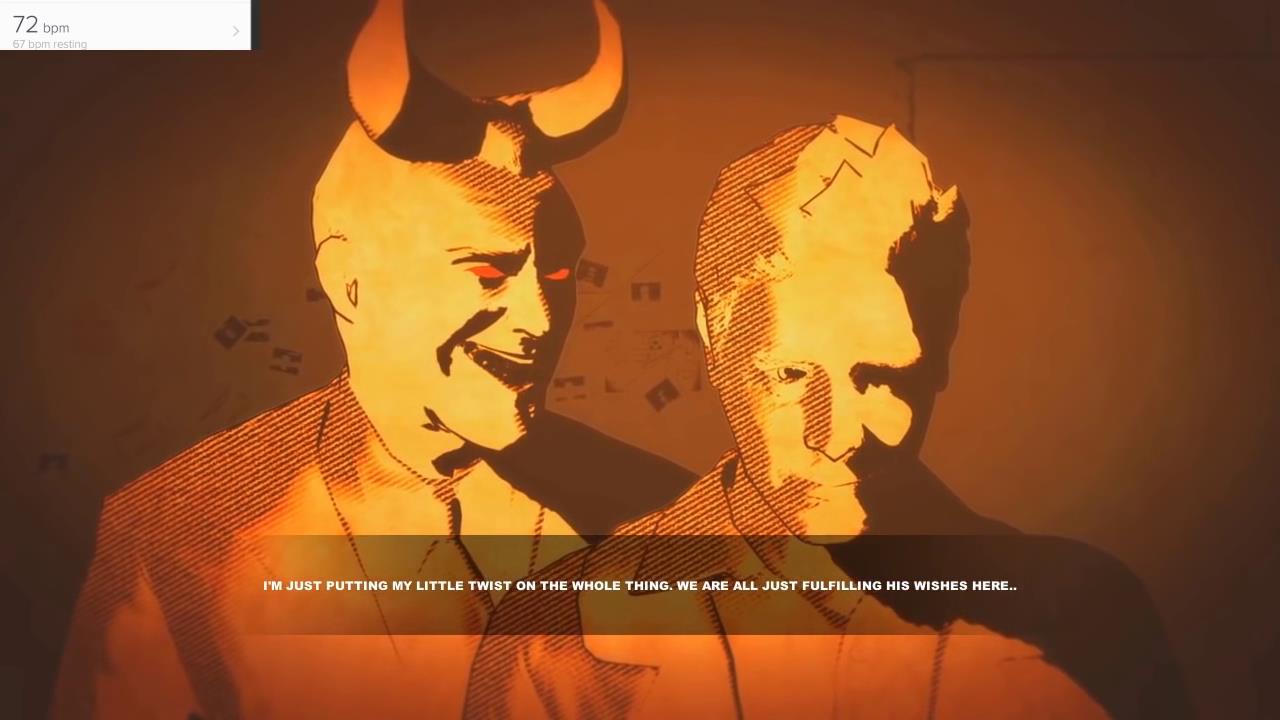 72 bpm
67 bpm resting
I'M JUST PUTTING MY LITTLE TWIST ON THE WHOLE THING. WE ARE ALL JUST FULFILLING HIS WISHES HERE..